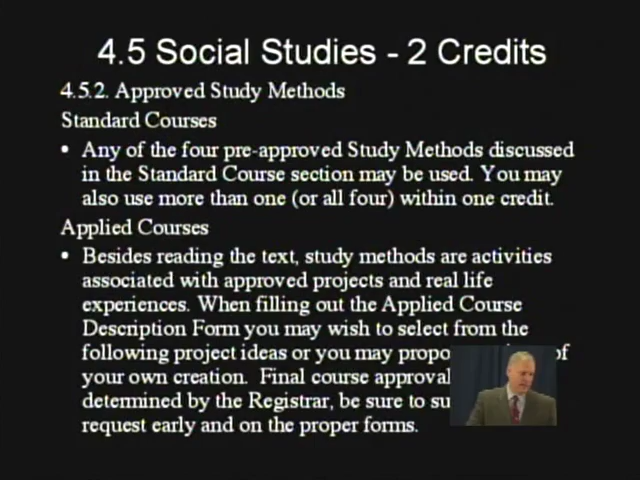 4.5 Social Studies - 2 Credits
4.5.2. Approved Study Methods
Standard Courses
• Any of the four pre-approved Study Methods discussed
in the Standard Course section may be used. You may
also use more than one (or all four) within one credit.
Applied Courses
• Besides reading the text, study methods are activities
associated with approved projects and real life
experiences. When filling out the Applied Course
Description Form you may wish to select from the
following project ideas or you may of
your own creation. Final course approval
determined by the Registrar, be sure to
request early and on the proper forms.